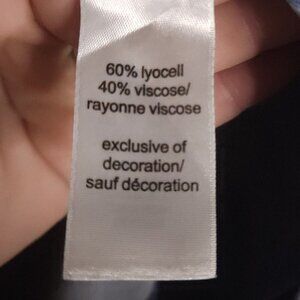 60% lyocell
40% viscose/
rayonne viscose
exclusive of
decoration/
sauf décoration